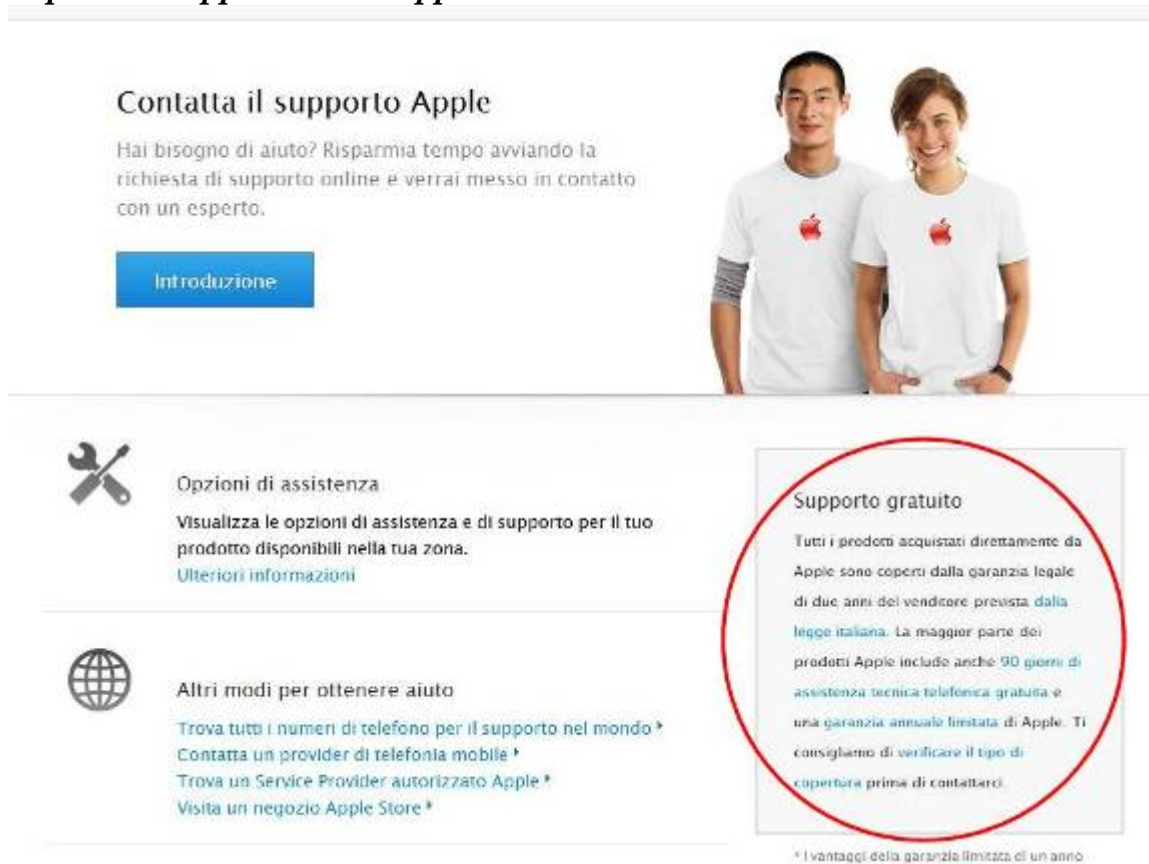 Contatta il supporto Apple
Hai bisogno di aiuto? Risparmia tempo avviando la
richiesta di supporto online e verrai messo in contatto
con un esperto.
Introduzione
Opzioni di assistenza
Visualizza le opzioni di assistenza e di supporto per il tuo
prodotto disponibili nella tua zona.
Ulteriori informazioni
Altri modi per ottenere aiuto
Trova tutti i numeri di telefono per il supporto nel mondo
Contatta un provider di telefonia mobile
Trova un Service Provider autorizzato Apple
Visita un negozio Apple Store
Supporto gratuito
Tutti i prodotti acquistati direttamente da
Apple sono coperti dalla garanzia legale
di due anni del venditore prevista dalla
legge italiana. La maggior parte dei
prodotti Apple include anche 90 giorni di
assistenza tecnica telefonica gratuita e
una garanzia annuale limitata di Apple. Ti
consigliamo di verificare il tipo di
copertura prima di contattarci.
* I vantaggi della garanzia limitata di un anno